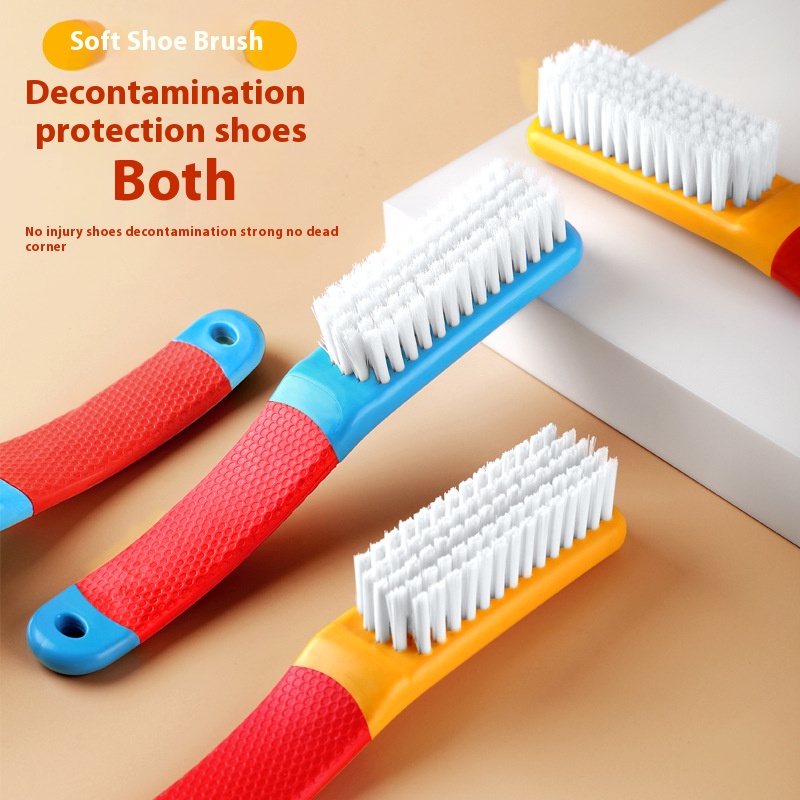 Soft Shoe Brush
Decontamination
protection shoes
Both
No injury shoes decontamination strong no dead
corner